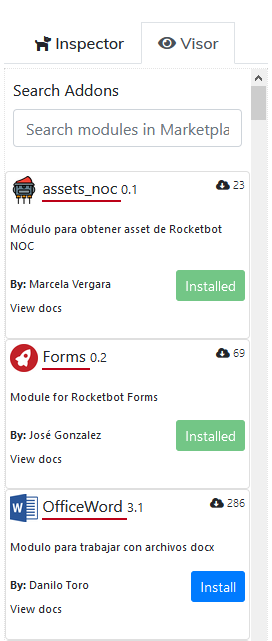 Inspector
Visor
Search Addons
Search modules in Marketpla
assets_noc 0.1
23
Módulo para obtener asset de Rocketbot
NOC
By: Marcela Vergara
Installed
View docs
Forms 0.2
69
Module for Rocketbot Forms
By: José Gonzalez
Installed
View docs
OfficeWord 3.1
286
Modulo para trabajar con archivos docx
By: Danilo Toro
Install
View docs